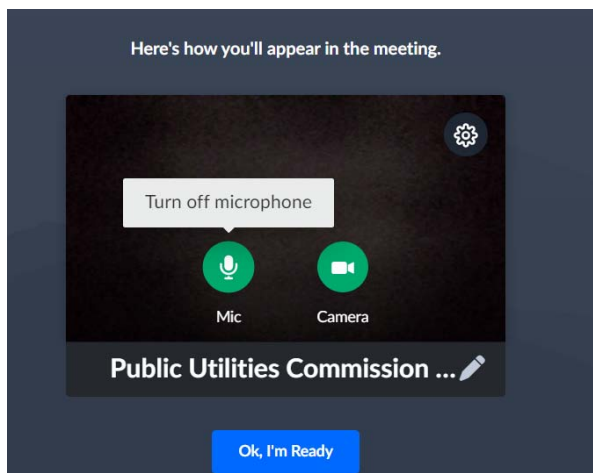 Here's how you'll appear in the meeting.
Turn off microphone
Mic
Camera
Public Utilities Commission ...
Ok, I'm Ready